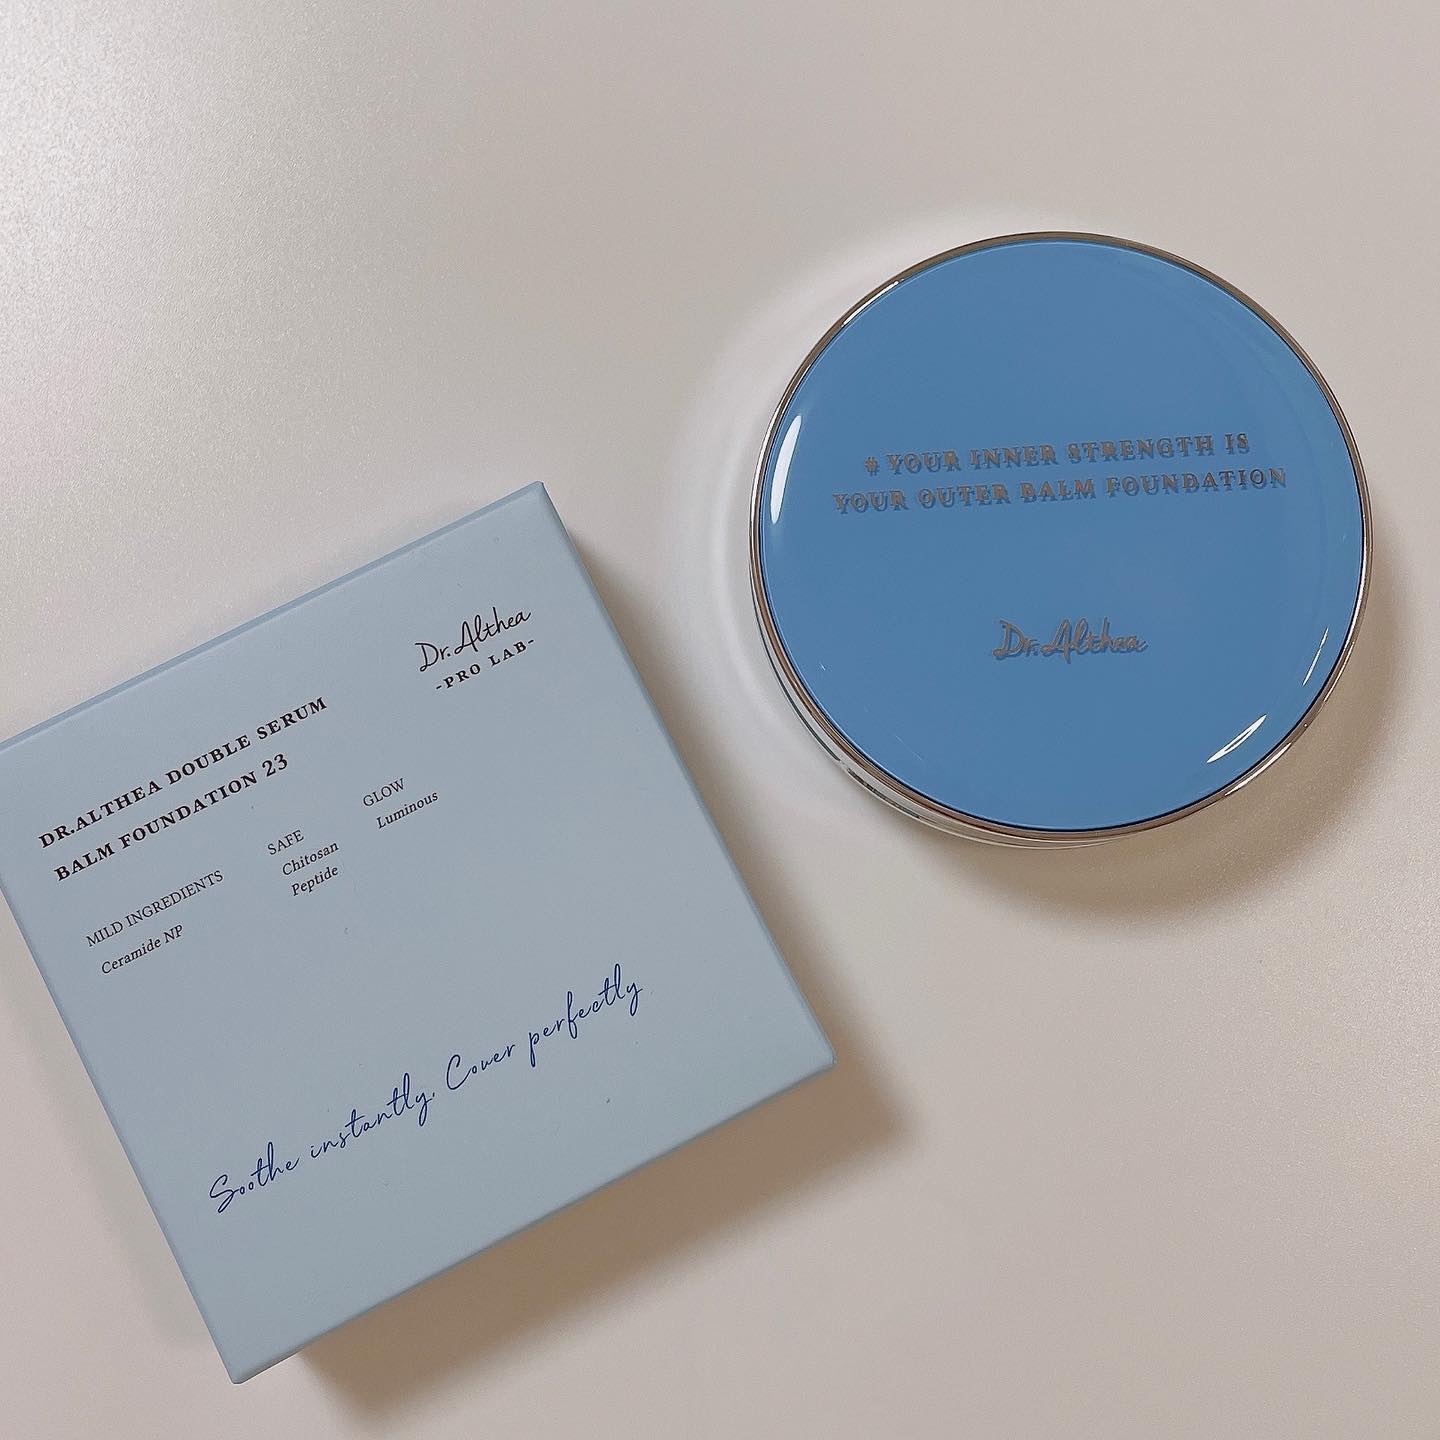 Dr.Althea
-PRO LAB-
DR.ALTHEA DOUBLE SERUM
BALM FOUNDATION 23
MILD INGREDIENTS
Ceramide NP
SAFE
Chitosan
Peptide
GLOW
Luminous
Soothe instantly, Cover perfectly
# YOUR INNER STRENGTH IS
YOUR OUTER BALM FOUNDATION
Dr.Althea